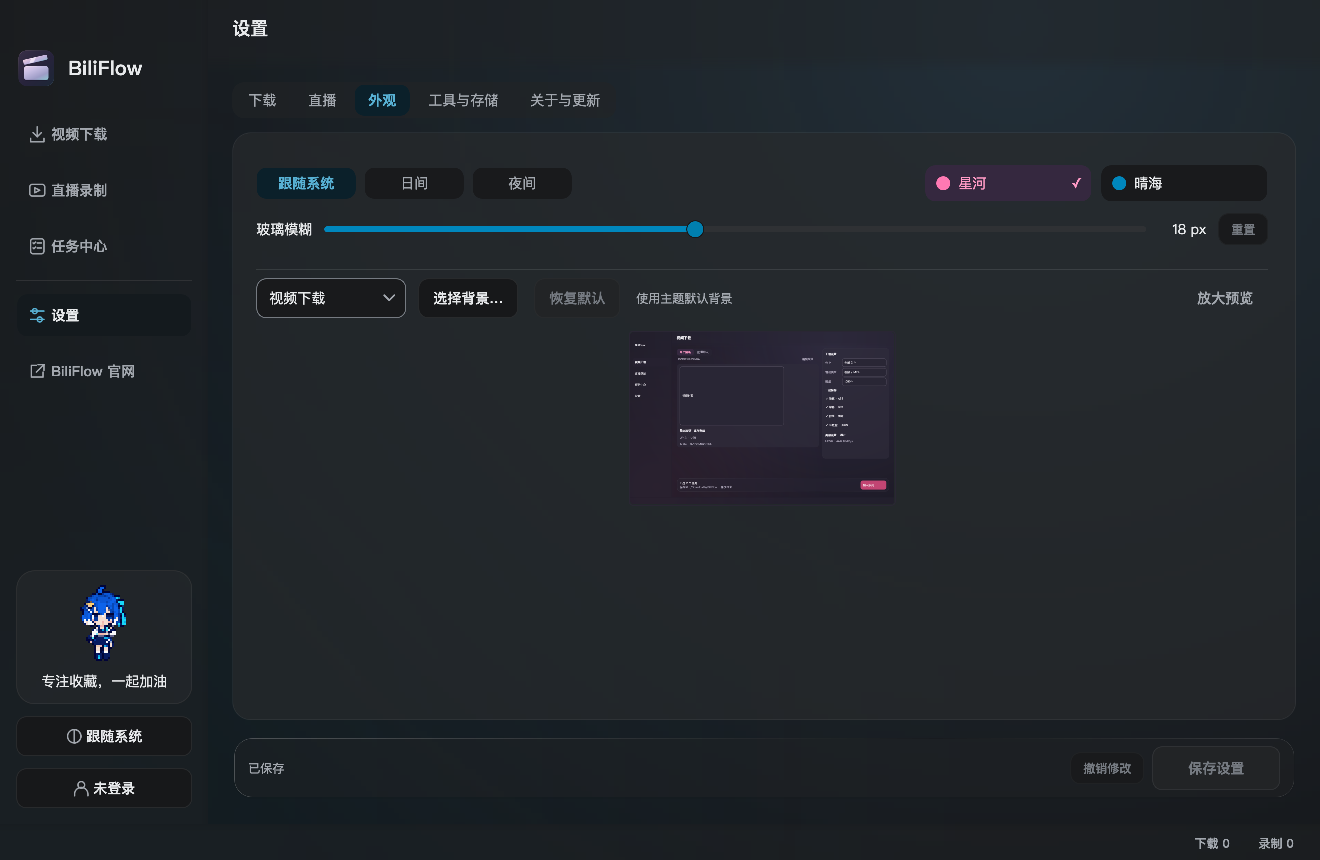 设置
BiliFlow
下载 直播 外观 工具与存储 关于与更新
视频下载
直播录制
任务中心
设置
BiliFlow 官网
跟随系统 日间 夜间 星河 ✓ 晴海
玻璃模糊 18 px 重置
视频下载 选择背景... 恢复默认 使用主题默认背景 放大预览
专注收藏，一起加油
跟随系统
未登录
已保存 撤销修改 保存设置
下载 0 录制 0